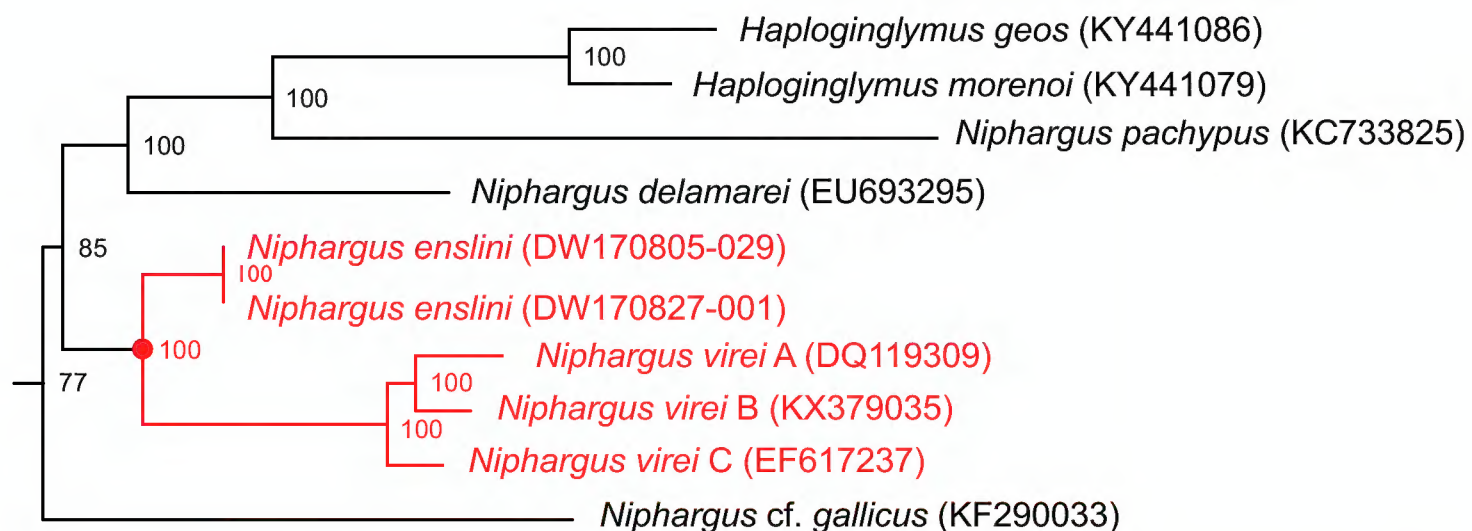 Haploginglymus geos (KY441086)
100
Haploginglymus morenoi (KY441079)
100
Niphargus pachypus (KC733825)
100
Niphargus delamarei (EU693295)
85
Niphargus enslini (DW170805-029)
100
Niphargus enslini (DW170827-001)
100
Niphargus virei A (DQ119309)
77
100
Niphargus virei B (KX379035)
100
Niphargus virei C (EF617237)
Niphargus cf. gallicus (KF290033)